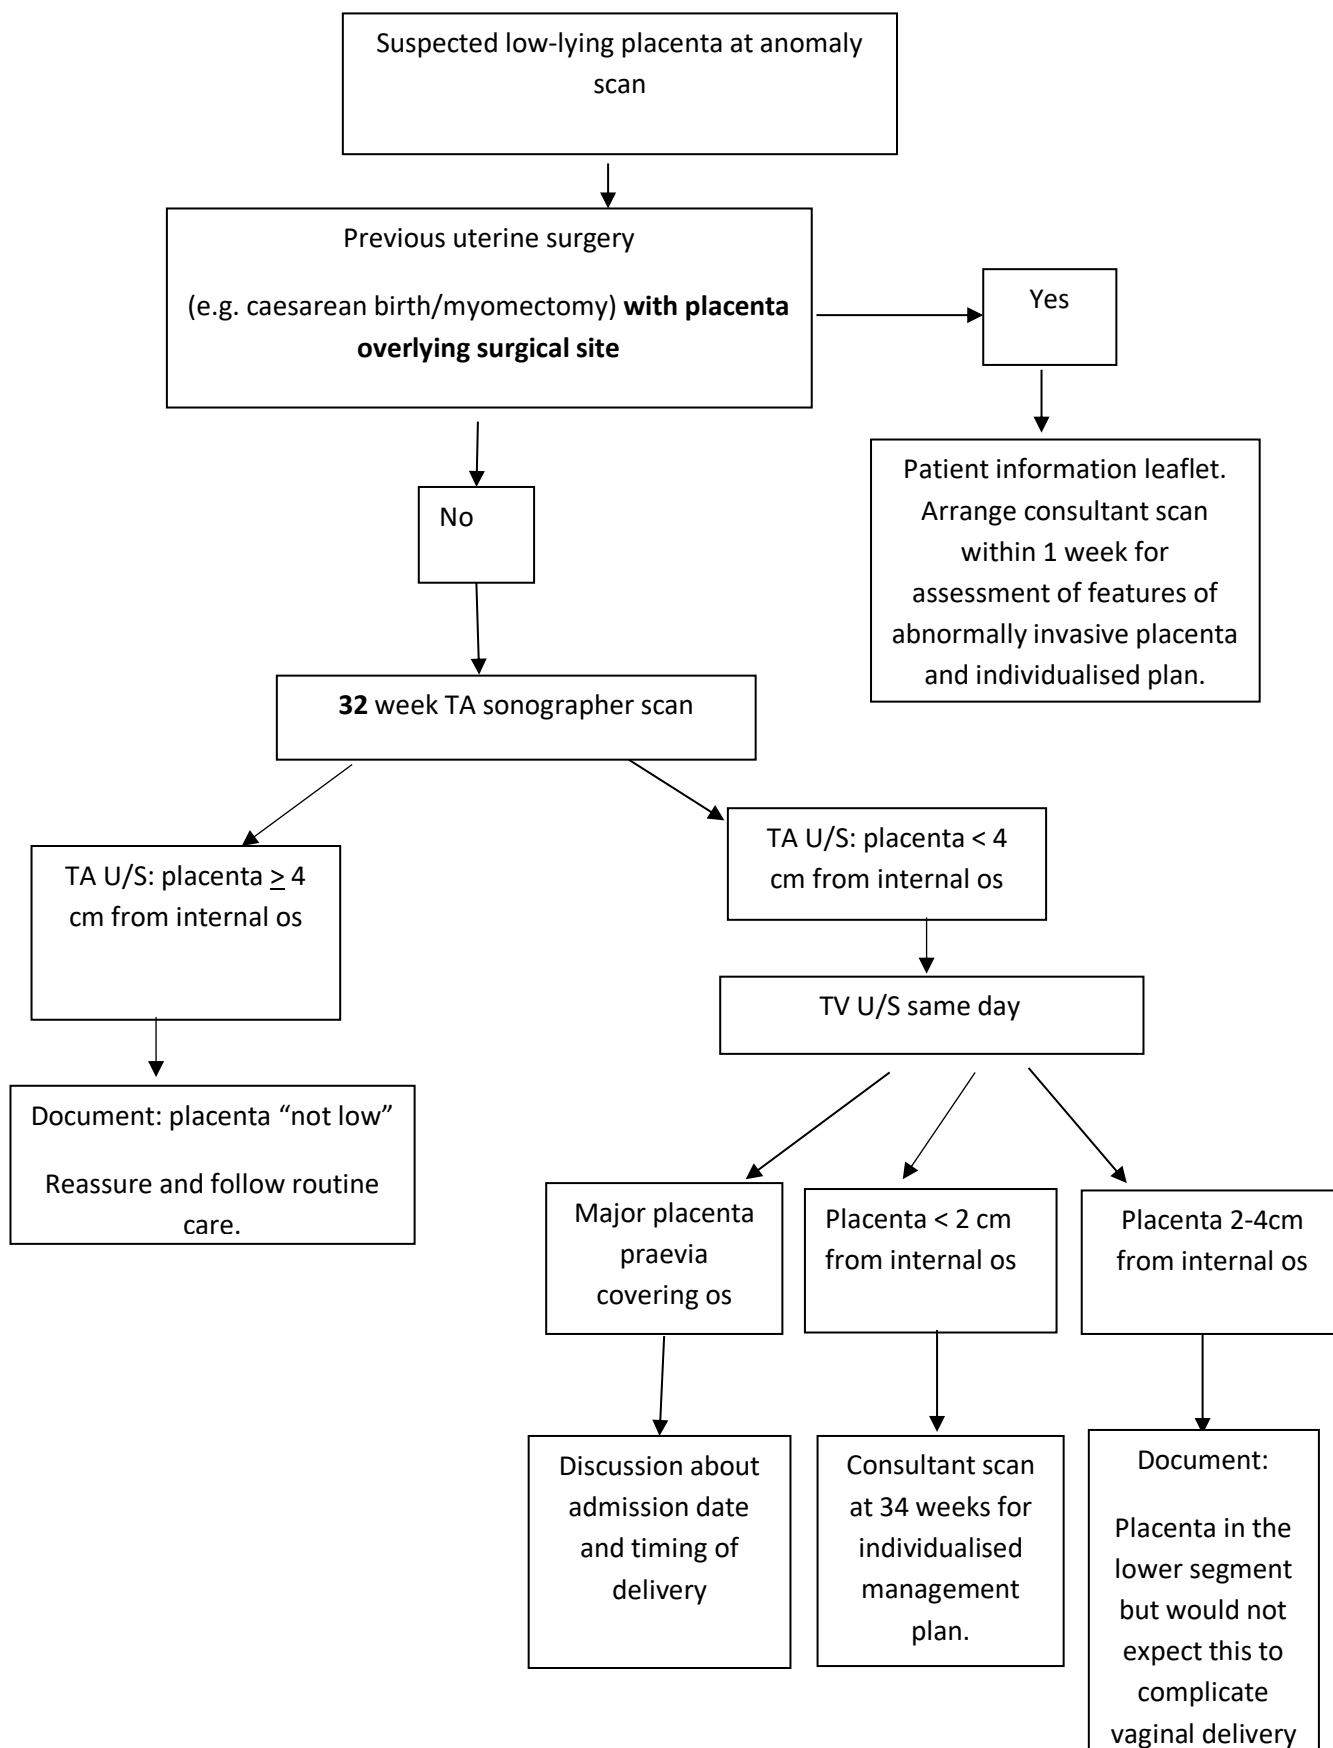 Suspected low-lying placenta at anomaly
scan
Previous uterine surgery
(e.g. caesarean birth/myomectomy) with placenta
overlying surgical site
Yes
Patient information leaflet.
Arrange consultant scan
within 1 week for
assessment of features of
abnormally invasive placenta
and individualised plan.
No
32 week TA sonographer scan
TA U/S: placenta ≥ 4
cm from internal os
TA U/S: placenta < 4
cm from internal os
TV U/S same day
Document: placenta “not low”
Reassure and follow routine
care.
Major placenta
praevia
covering os
Placenta < 2 cm
from internal os
Placenta 2-4cm
from internal os
Discussion about
admission date
and timing of
delivery
Consultant scan
at 34 weeks for
individualised
management
plan.
Document:
Placenta in the
lower segment
but would not
expect this to
complicate
vaginal delivery